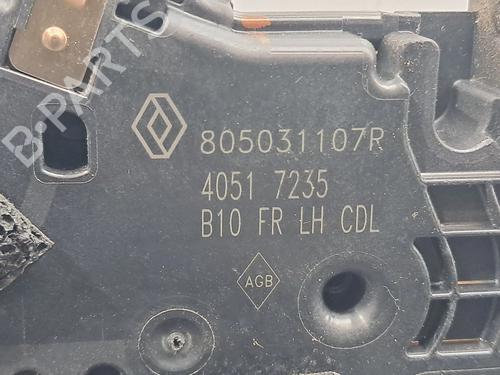 B-PARTS
805031107R
4051 7235
B10 FR LH CDL
AGB